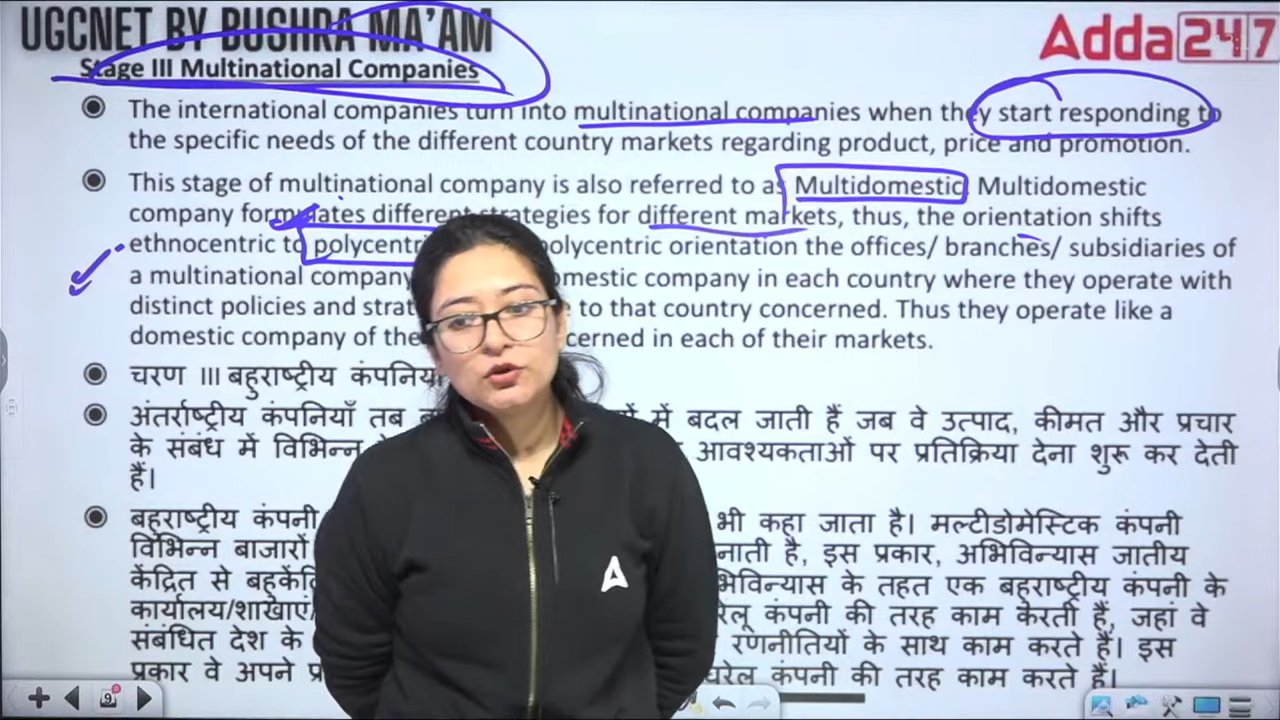 UGCNET BY BUSHRA MA'AM
Adda 247
Stage III Multinational Companies
The international companies turn into multinational companies when they start responding to
the specific needs of the different country markets regarding product, price and promotion.
This stage of multinational company is also referred to as Multidomestic. Multidomestic
company formulates different strategies for different markets, thus, the orientation shifts
ethnocentric to polycentri polycentric orientation the offices/ branches/ subsidiaries of
a multinational company omestic company in each country where they operate with
distinct policies and strat to that country concerned. Thus they operate like a
domestic company of the cerned in each of their markets.
चरण III बहुराष्ट्रीय कंपनिया
अंतर्राष्ट्रीय कंपनियाँ तब में बदल जाती हैं जब वे उत्पाद, कीमत और प्रचार
के संबंध में विभिन्न आवश्यकताओं पर प्रतिक्रिया देना शुरू कर देती
हैं।
बहुराष्ट्रीय कंपनी भी कहा जाता है। मल्टीडोमेस्टिक कंपनी
विभिन्न बाजारों नाती है, इस प्रकार, अभिविन्यास जातीय
केंद्रित से बहुकेंद्रि भिविन्यास के तहत एक बहुराष्ट्रीय कंपनी के
कार्यालय/शाखाएं/ रेलू कंपनी की तरह काम करती हैं, जहां वे
संबंधित देश के रणनीतियों के साथ काम करते हैं। इस
प्रकार वे अपने प्र घरेलू कंपनी की तरह काम करते हैं।